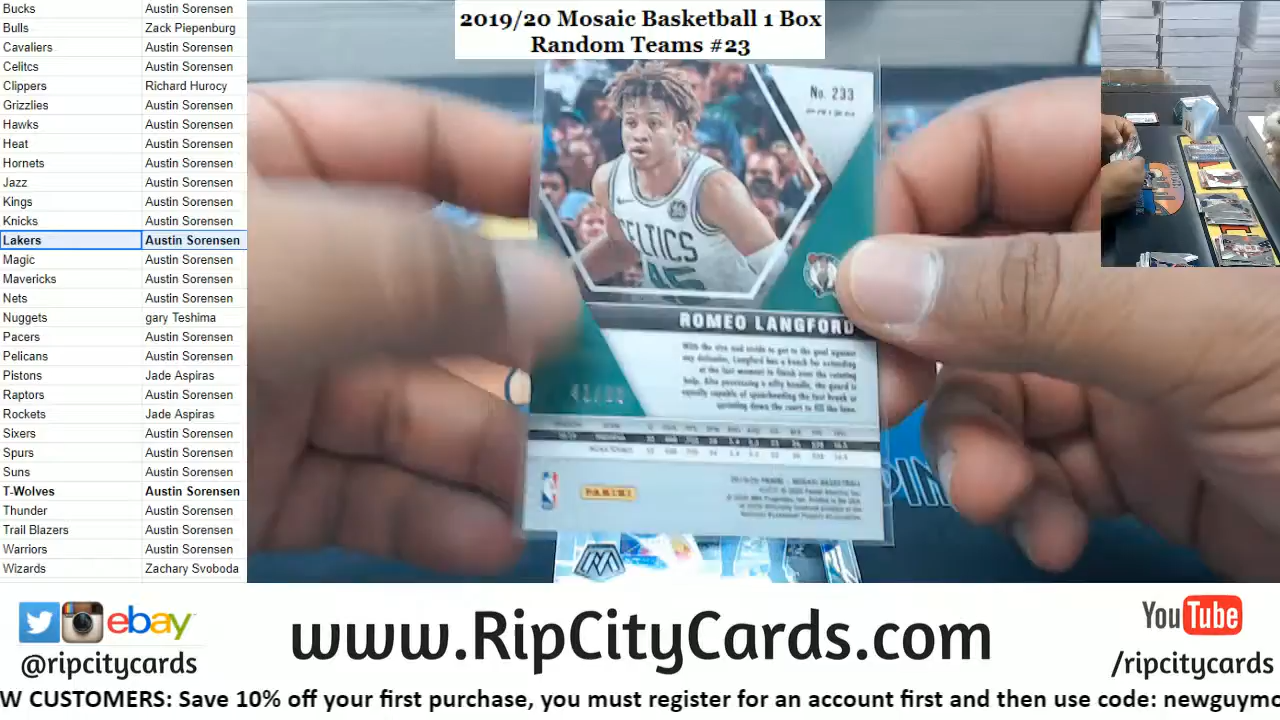 Bucks Austin Sorensen
Bulls Zack Piepenburg
Cavaliers Austin Sorensen
Celitcs Austin Sorensen
Clippers Richard Hurocy
Grizzlies Austin Sorensen
Hawks Austin Sorensen
Heat Austin Sorensen
Hornets Austin Sorensen
Jazz Austin Sorensen
Kings Austin Sorensen
Knicks Austin Sorensen
Lakers Austin Sorensen
Magic Austin Sorensen
Mavericks Austin Sorensen
Nets Austin Sorensen
Nuggets gary Teshima
Pacers Austin Sorensen
Pelicans Austin Sorensen
Pistons Jade Aspiras
Raptors Austin Sorensen
Rockets Jade Aspiras
Sixers Austin Sorensen
Spurs Austin Sorensen
Suns Austin Sorensen
T-Wolves Austin Sorensen
Thunder Austin Sorensen
Trail Blazers Austin Sorensen
Warriors Austin Sorensen
Wizards Zachary Svoboda
2019/20 Mosaic Basketball 1 Box
Random Teams #23
No. 233
CELTICS
45
ROMEO LANGFORD
PANINI
ebay
@ripcitycards
www.RipCityCards.com
YouTube
/ripcitycards
W CUSTOMERS: Save 10% off your first purchase, you must register for an account first and then use code: newguymo